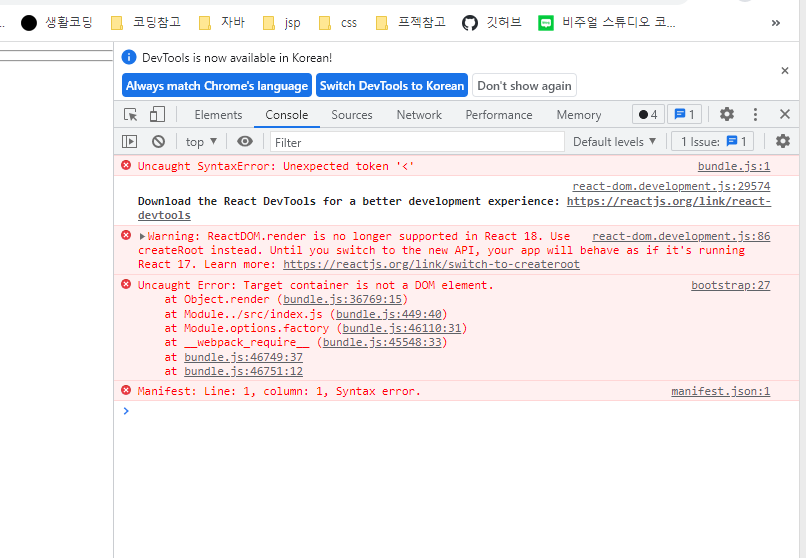 .. 생활코딩 코딩참고 자바 jsp css 프젝참고 깃허브 비주얼 스튜디오 코... »
DevTools is now available in Korean!
Always match Chrome's language Switch DevTools to Korean Don't show again
Elements Console Sources Network Performance Memory 4 1
top Filter Default levels 1 Issue: 1
Uncaught SyntaxError: Unexpected token '<' bundle.js:1
react-dom.development.js:29574
Download the React DevTools for a better development experience: https://reactjs.org/link/react-
devtools
Warning: ReactDOM.render is no longer supported in React 18. Use react-dom.development.js:86
createRoot instead. Until you switch to the new API, your app will behave as if it's running
React 17. Learn more: https://reactjs.org/link/switch-to-createroot
Uncaught Error: Target container is not a DOM element. bootstrap:27
at Object.render (bundle.js:36769:15)
at Module../src/index.js (bundle.js:449:40)
at Module.options.factory (bundle.js:46110:31)
at __webpack_require__ (bundle.js:45548:33)
at bundle.js:46749:37
at bundle.js:46751:12
Manifest: Line: 1, column: 1, Syntax error. manifest.json:1